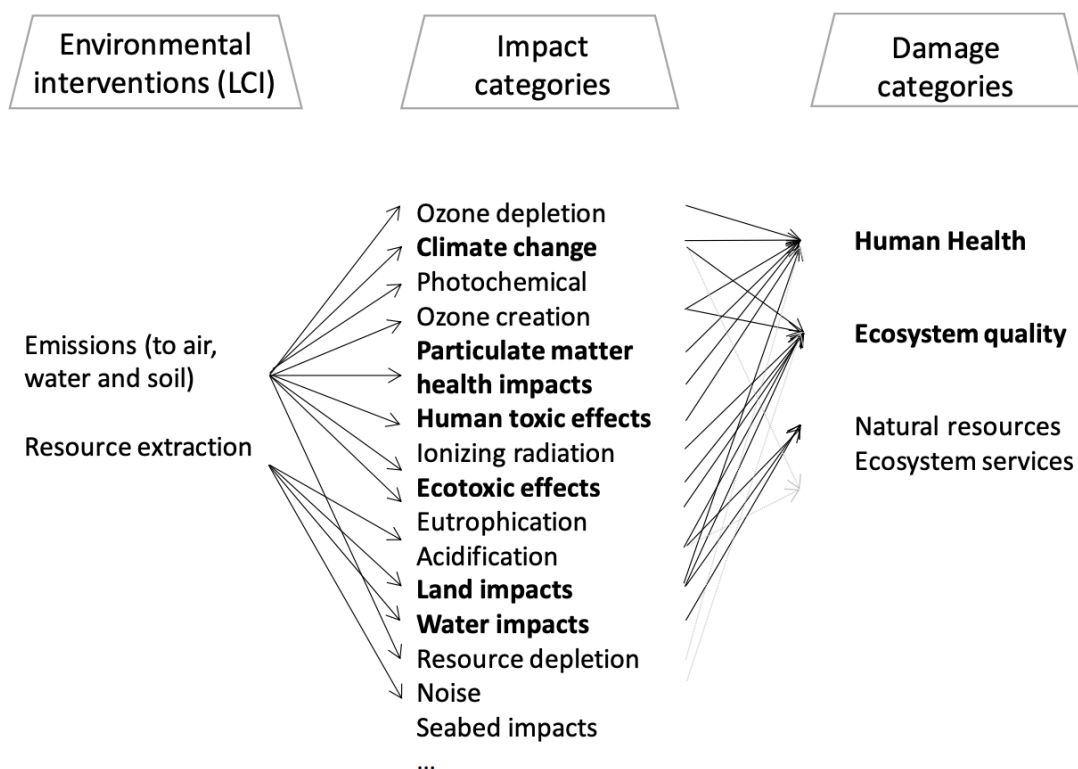 Environmental
interventions (LCI)
Impact
categories
Damage
categories
Emissions (to air,
water and soil)
Resource extraction
Ozone depletion
Climate change
Photochemical
Ozone creation
Particulate matter
health impacts
Human toxic effects
Ionizing radiation
Ecotoxic effects
Eutrophication
Acidification
Land impacts
Water impacts
Resource depletion
Noise
Seabed impacts
...
Human Health
Ecosystem quality
Natural resources
Ecosystem services